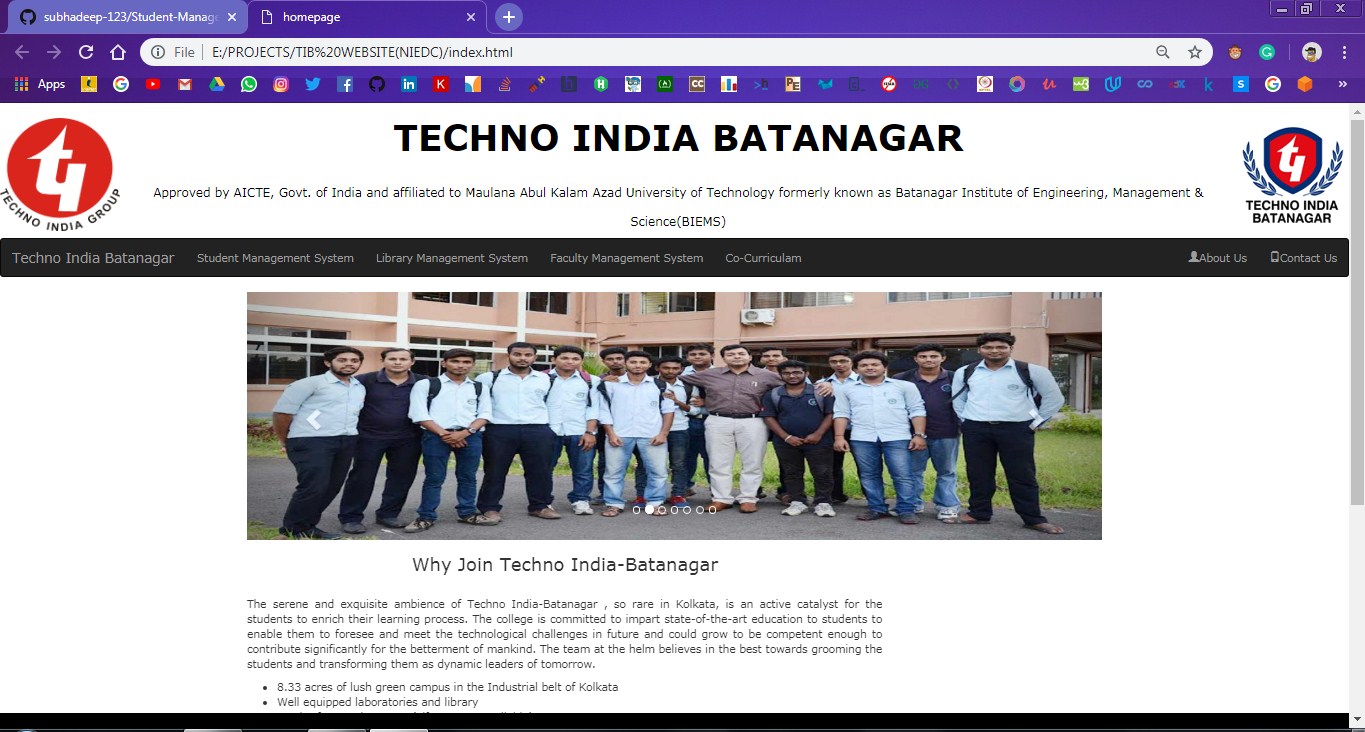 subhadeep-123/Student-Manage
homepage
File
E:/PROJECTS/TIB%20WEBSITE(NIEDC)/index.html
Apps
TECHNO INDIA GROUP
TECHNO INDIA BATANAGAR
Approved by AICTE, Govt. of India and affiliated to Maulana Abul Kalam Azad University of Technology formerly known as Batanagar Institute of Engineering, Management &
Science(BIEMS)
TECHNO INDIA
BATANAGAR
Techno India Batanagar Student Management System Library Management System Faculty Management System Co-Curriculam About Us Contact Us
Why Join Techno India-Batanagar
The serene and exquisite ambience of Techno India-Batanagar , so rare in Kolkata, is an active catalyst for the
students to enrich their learning process. The college is committed to impart state-of-the-art education to students to
enable them to foresee and meet the technological challenges in future and could grow to be competent enough to
contribute significantly for the betterment of mankind. The team at the helm believes in the best towards grooming the
students and transforming them as dynamic leaders of tomorrow.
• 8.33 acres of lush green campus in the Industrial belt of Kolkata
• Well equipped laboratories and library